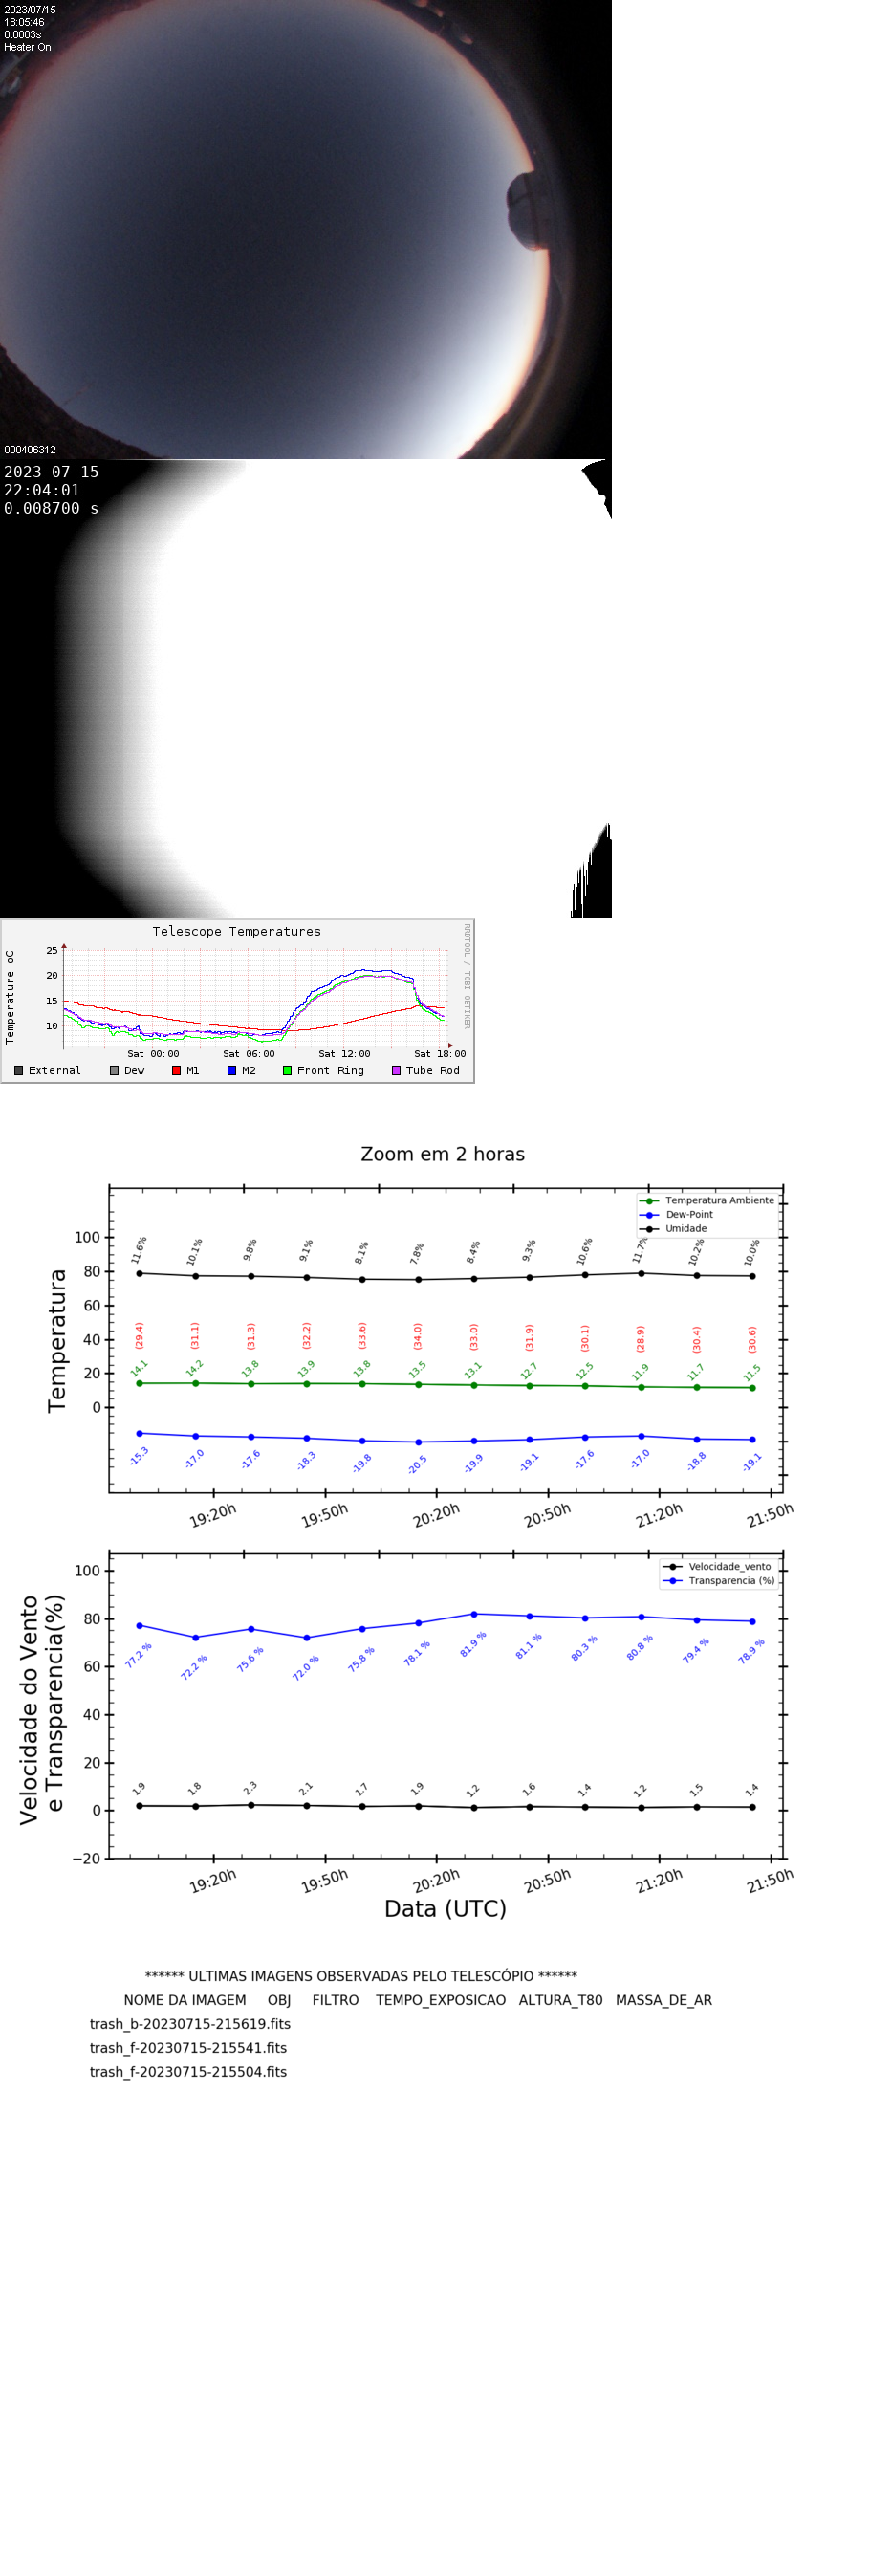 2023/07/15
18:05:46
0.0003s
Heater On
000406312
2023-07-15
22:04:01
0.008700 s
Telescope Temperatures
RRDTOOL / TOBI OETIKER
Temperature oC
25
20
15
10
Sat 00:00 Sat 06:00 Sat 12:00 Sat 18:00
External Dew M1 M2 Front Ring Tube Rod
Zoom em 2 horas
Temperatura Ambiente
Dew-Point
Umidade
Temperatura
100
80
60
40
20
0
11.6% 10.1% 9.8% 9.1% 8.1% 7.8% 8.4% 9.3% 10.6% 11.7% 10.2% 10.0%
(29.4) (31.1) (31.3) (32.2) (33.6) (34.0) (33.0) (31.9) (30.1) (28.9) (30.4) (30.6)
14.1 14.2 13.8 13.9 13.8 13.5 13.1 12.7 12.5 11.9 11.7 11.5
-15.3 -17.0 -17.6 -18.3 -19.8 -20.5 -19.9 -19.1 -17.6 -17.0 -18.8 -19.1
19:20h 19:50h 20:20h 20:50h 21:20h 21:50h
Velocidade_vento
Transparencia (%)
Velocidade do Vento
e Transparencia(%)
100
80
60
40
20
0
−20
77.2 % 72.2 % 75.6 % 72.0 % 75.8 % 78.1 % 81.9 % 81.1 % 80.3 % 80.8 % 79.4 % 78.9 %
1.9 1.8 2.3 2.1 1.7 1.9 1.2 1.6 1.4 1.2 1.5 1.4
19:20h 19:50h 20:20h 20:50h 21:20h 21:50h
Data (UTC)
****** ULTIMAS IMAGENS OBSERVADAS PELO TELESCÓPIO ******
NOME DA IMAGEM OBJ FILTRO TEMPO_EXPOSICAO ALTURA_T80 MASSA_DE_AR
trash_b-20230715-215619.fits
trash_f-20230715-215541.fits
trash_f-20230715-215504.fits